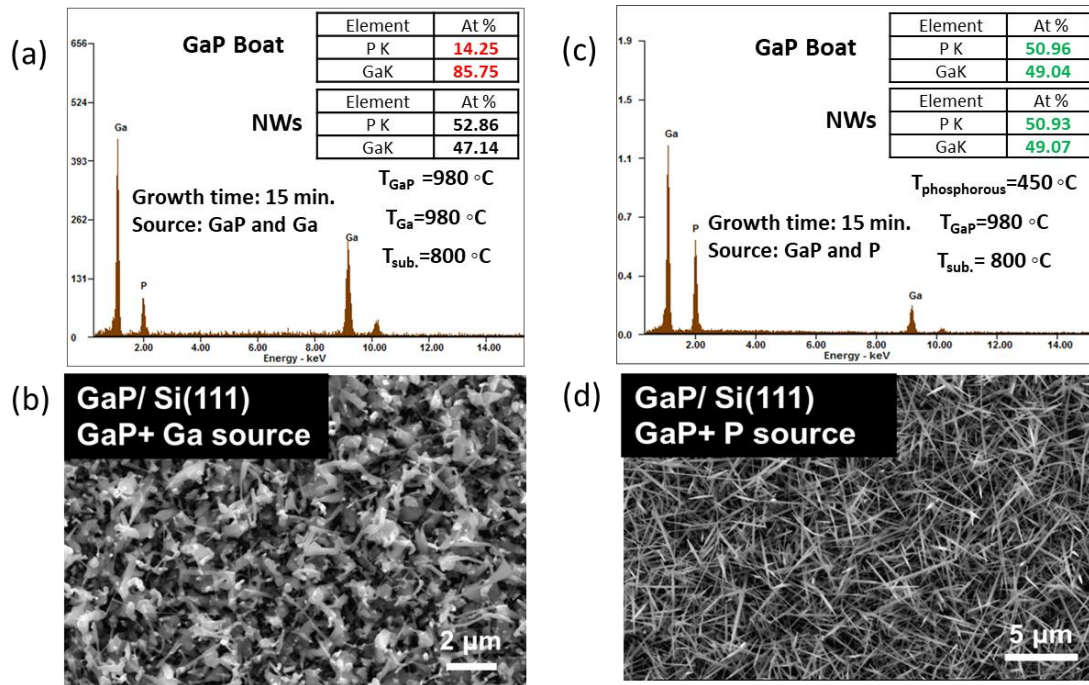 (a)
GaP Boat
Element At %
P K 14.25
GaK 85.75
NWs
Element At %
P K 52.86
GaK 47.14
Growth time: 15 min.
Source: GaP and Ga
T_GaP =980 °C
T_Ga=980 °C
T_sub.=800 °C
656
524
393
262
131
0
Ga
P
Ga
2.00 4.00 6.00 8.00 10.00 12.00 14.00
Energy - keV
(c)
GaP Boat
Element At %
P K 50.96
GaK 49.04
NWs
Element At %
P K 50.93
GaK 49.07
Growth time: 15 min.
Source: GaP and P
T_phosphorous=450 °C
T_GaP=980 °C
T_sub.= 800 °C
1.9
1.5
1.1
0.7
0.4
0.0
Ga
P
Ga
2.00 4.00 6.00 8.00 10.00 12.00 14.00
Energy - keV
(b)
GaP/ Si(111)
GaP+ Ga source
2 μm
(d)
GaP/ Si(111)
GaP+ P source
5 μm